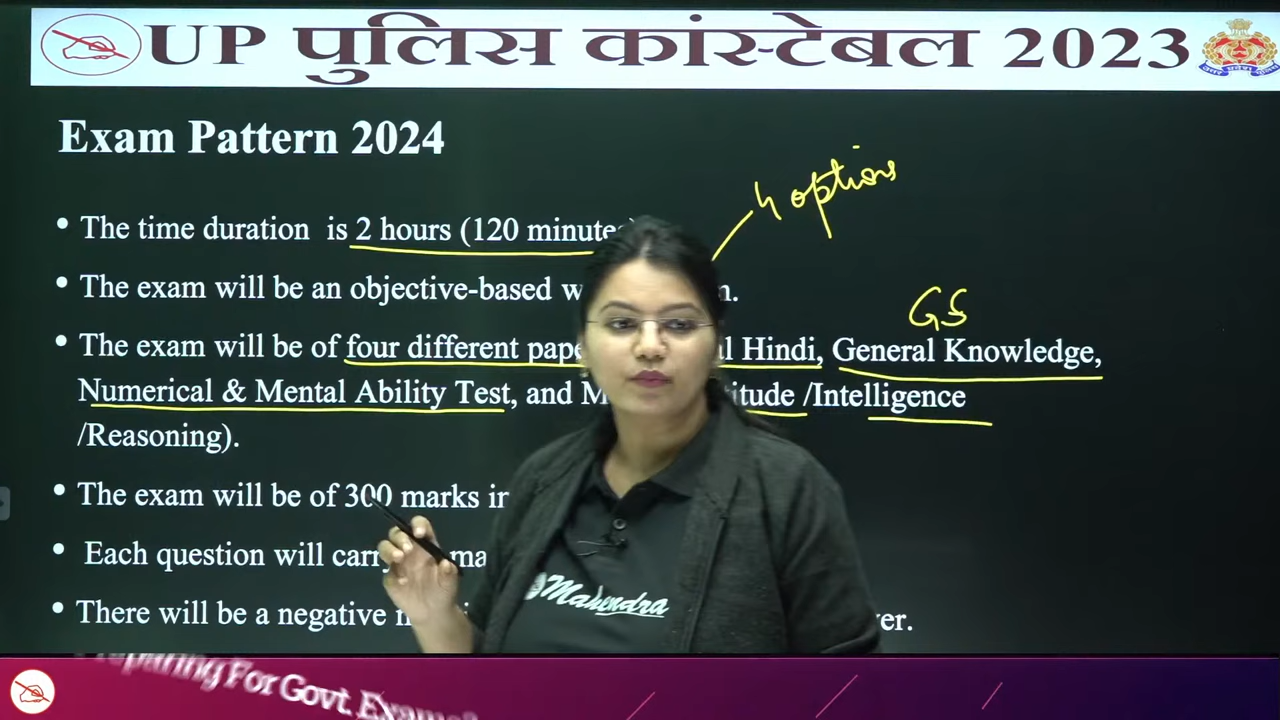 UP पुलिस कांस्टेबल 2023
Exam Pattern 2024
4 options
• The time duration is 2 hours (120 minute
• The exam will be an objective-based w n.
GS
• The exam will be of four different pape l Hindi, General Knowledge,
Numerical & Mental Ability Test, and M itude /Intelligence
/Reasoning).
• The exam will be of 300 marks in
• Each question will carry ma
• There will be a negative er.
Mahendra
Preparing For Govt. Exams